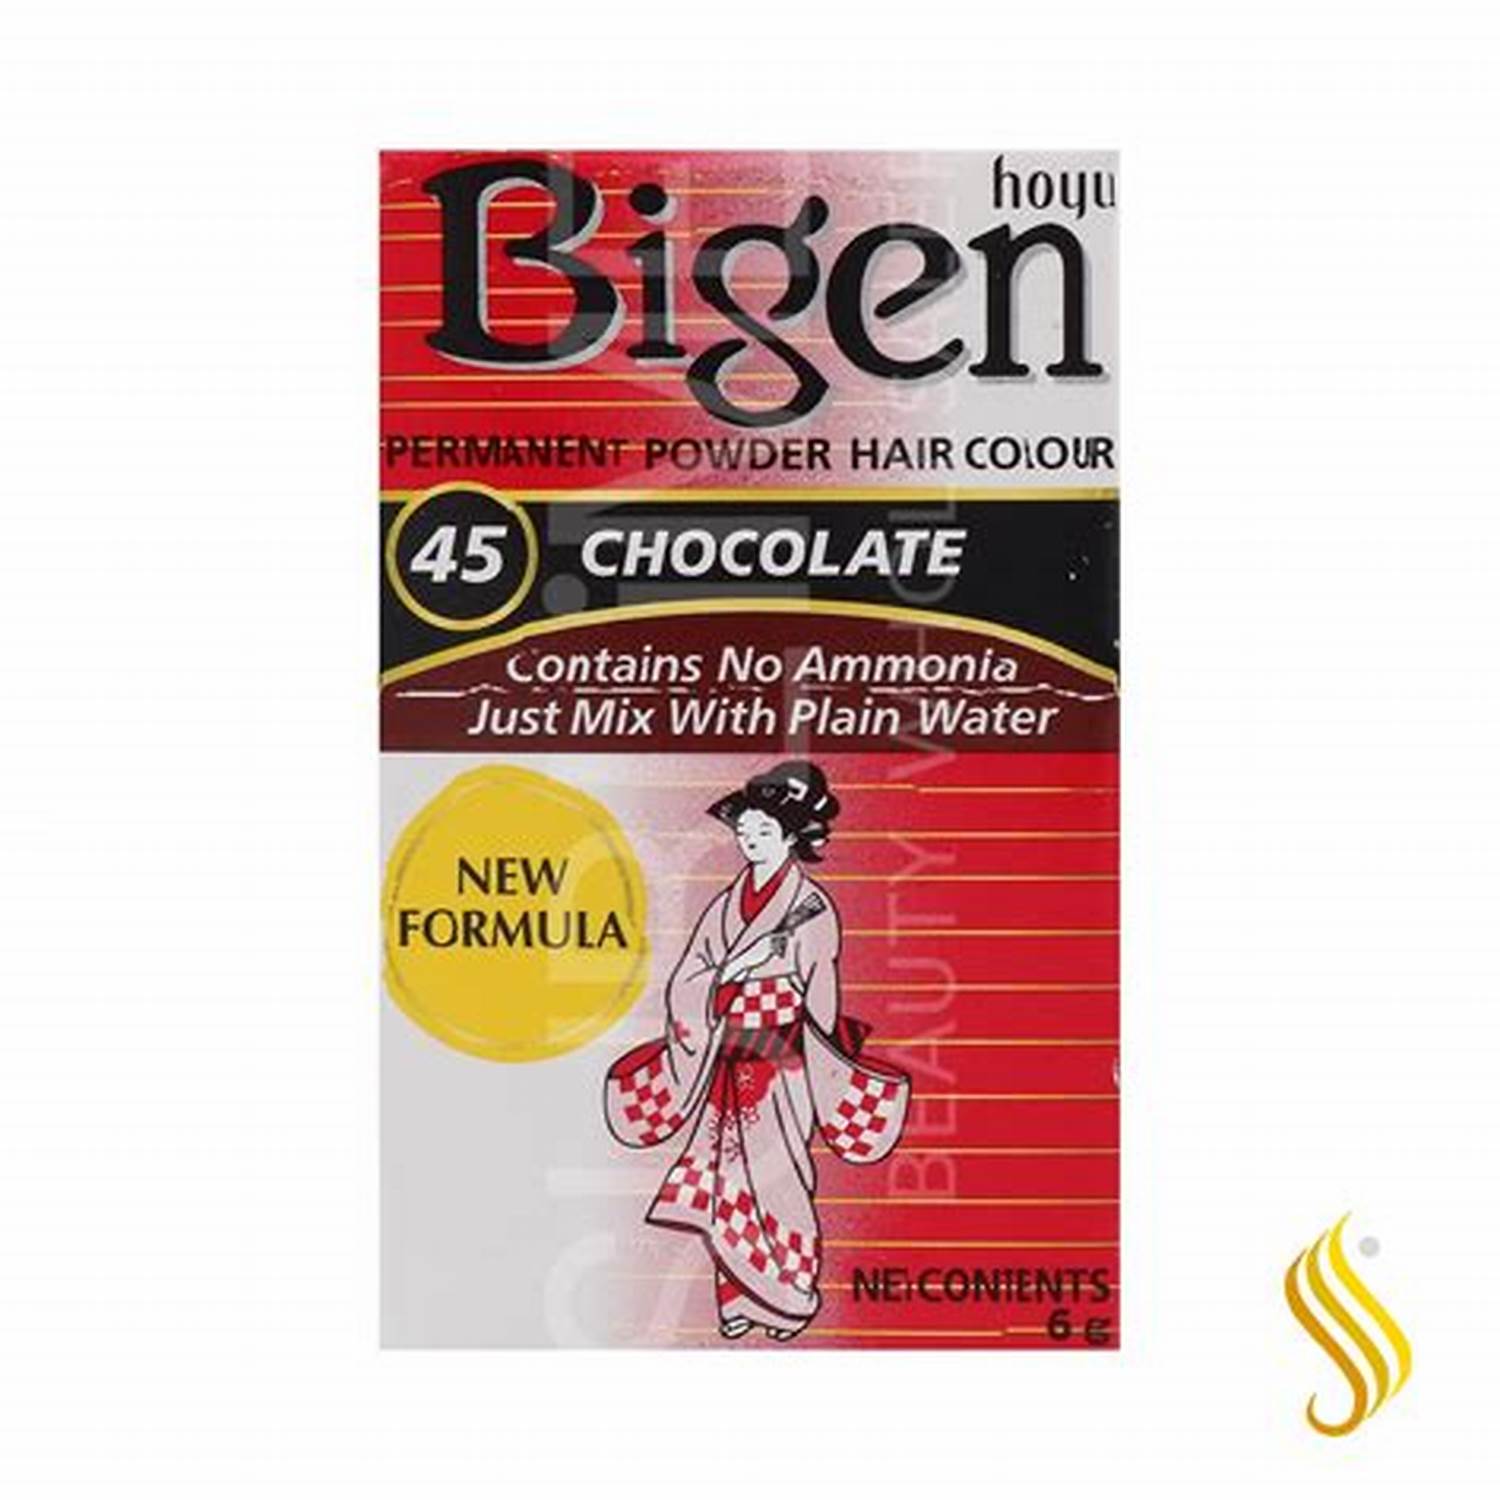 hoyu
Bigen
PERMANENT POWDER HAIR COLOUR
45 CHOCOLATE
Contains No Ammonia
Just Mix With Plain Water
NEW
FORMULA
NET CONTENTS
6 g
BEAUTY